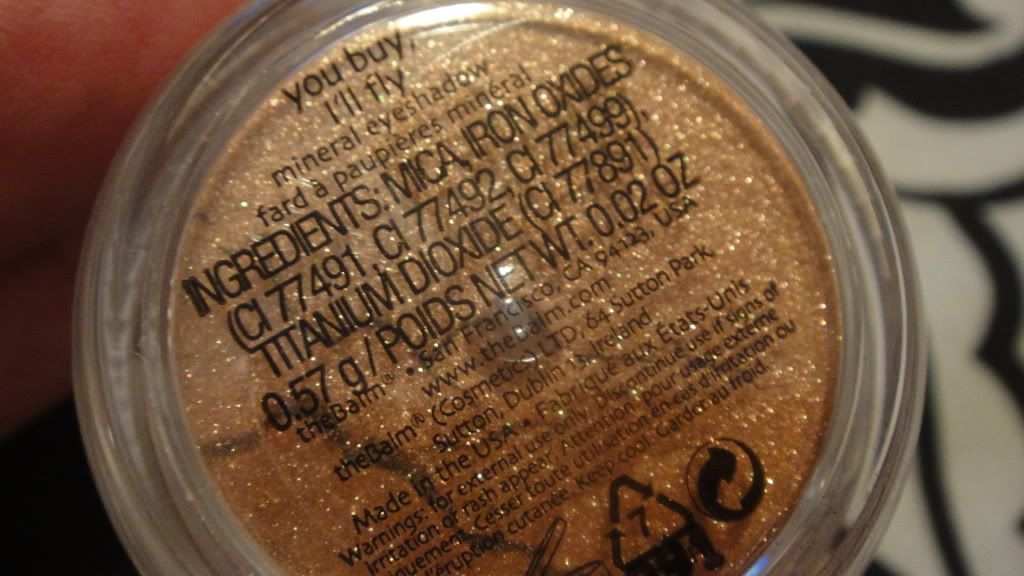 you buy,
I'll fly
mineral eyeshadow
fard à paupières minéral
INGREDIENTS: MICA, IRON OXIDES
(CI 77491, CI 77492, CI 77499),
TITANIUM DIOXIDE (CI 77891).
0.57 g / POIDS NET WT. 0.02 OZ
theBalm® • San Francisco, CA 94123, USA
www.theBalm.com
theBalm® (Cosmetics) LTD, 64 Sutton Park
Sutton, Dublin 13, Ireland
Made in the USA • Fabriqué aux États-Unis
Warnings: for external use only. Discontinue use if signs of
irritation or rash appear. Attention: pour usage externe
uniquement. Cesser toute utilisation en cas d'irritation ou
d'éruption cutanée. Keep cool. Garder au froid.
7